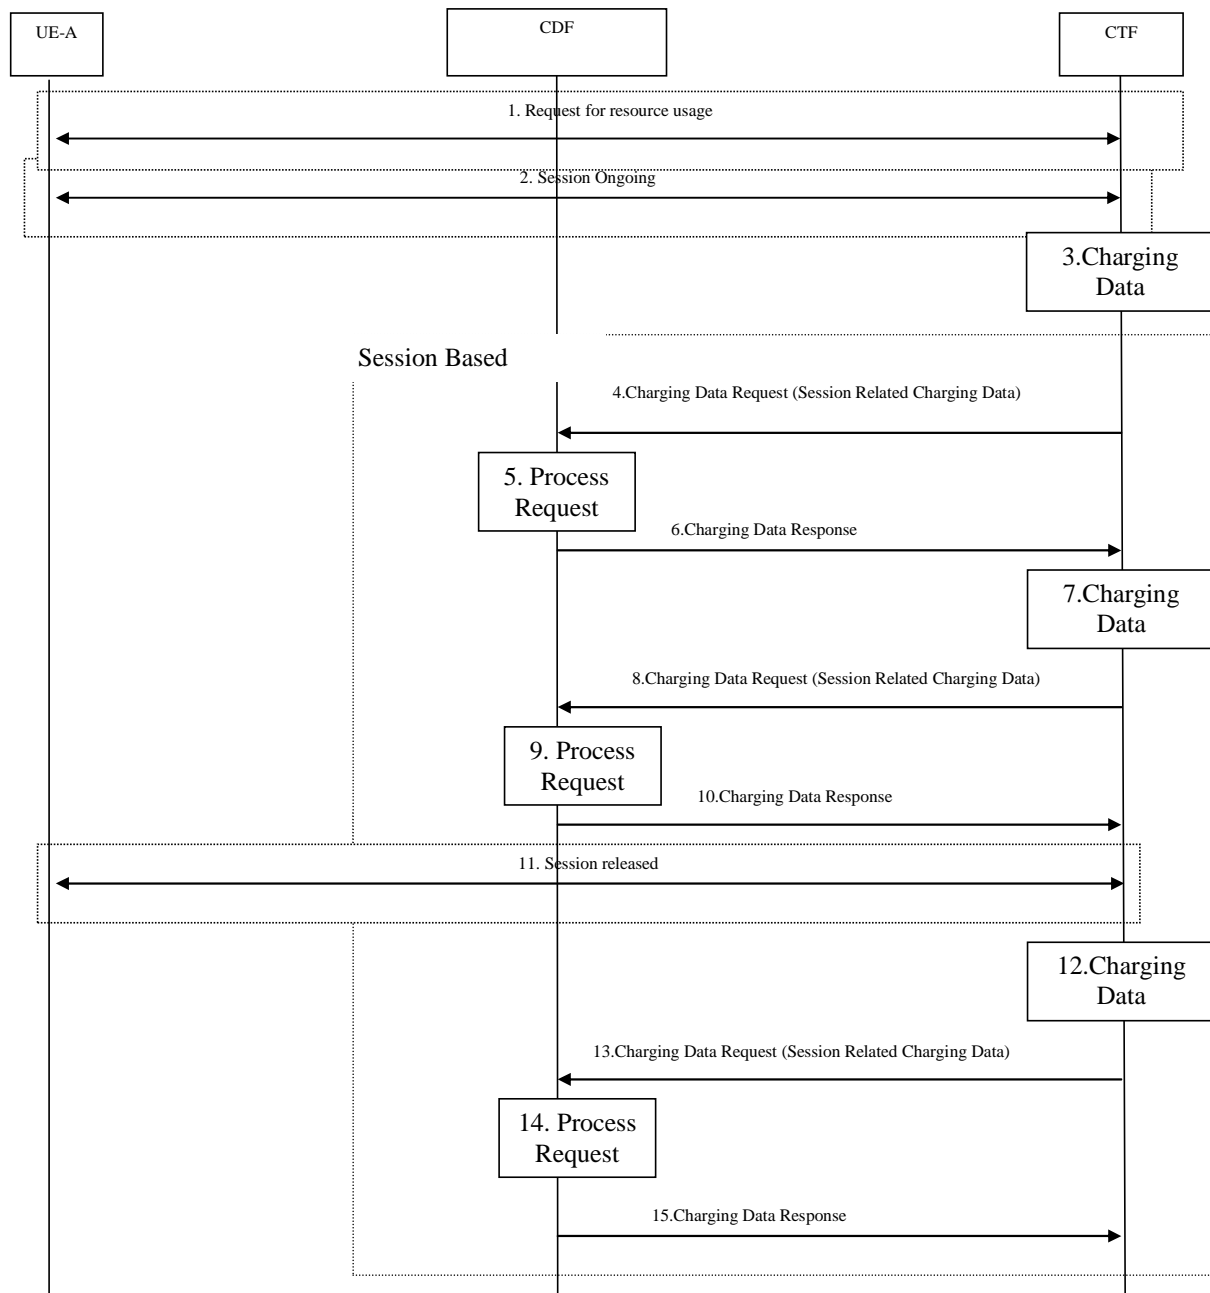 UE-A
CDF
CTF
1. Request for resource usage
2. Session Ongoing
3.Charging
Data
Session Based
4.Charging Data Request (Session Related Charging Data)
5. Process
Request
6.Charging Data Response
7.Charging
Data
8.Charging Data Request (Session Related Charging Data)
9. Process
Request
10.Charging Data Response
11. Session released
12.Charging
Data
13.Charging Data Request (Session Related Charging Data)
14. Process
Request
15.Charging Data Response